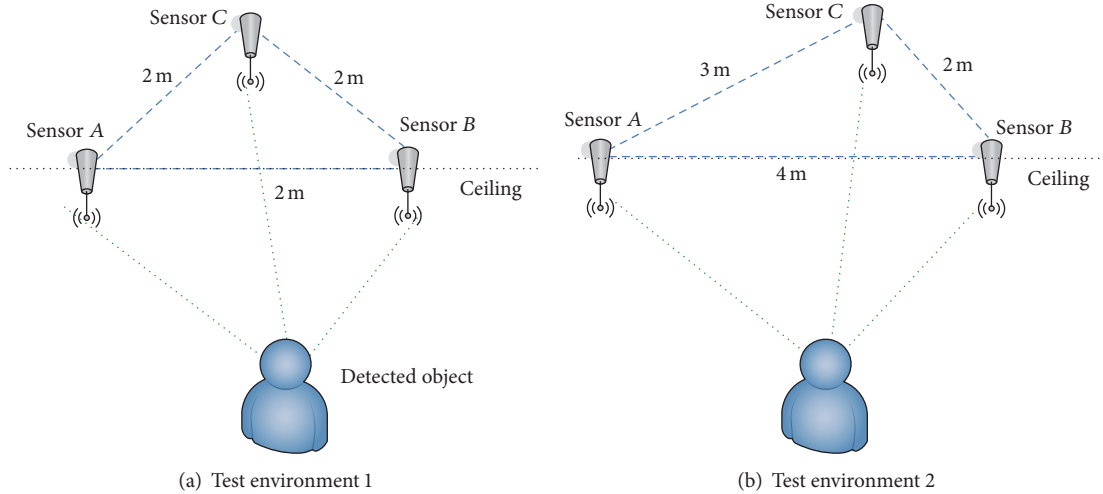 Sensor C
2 m
2 m
Sensor A
Sensor B
2 m
Ceiling
Detected object
(a) Test environment 1
Sensor C
3 m
2 m
Sensor A
Sensor B
4 m
Ceiling
(b) Test environment 2